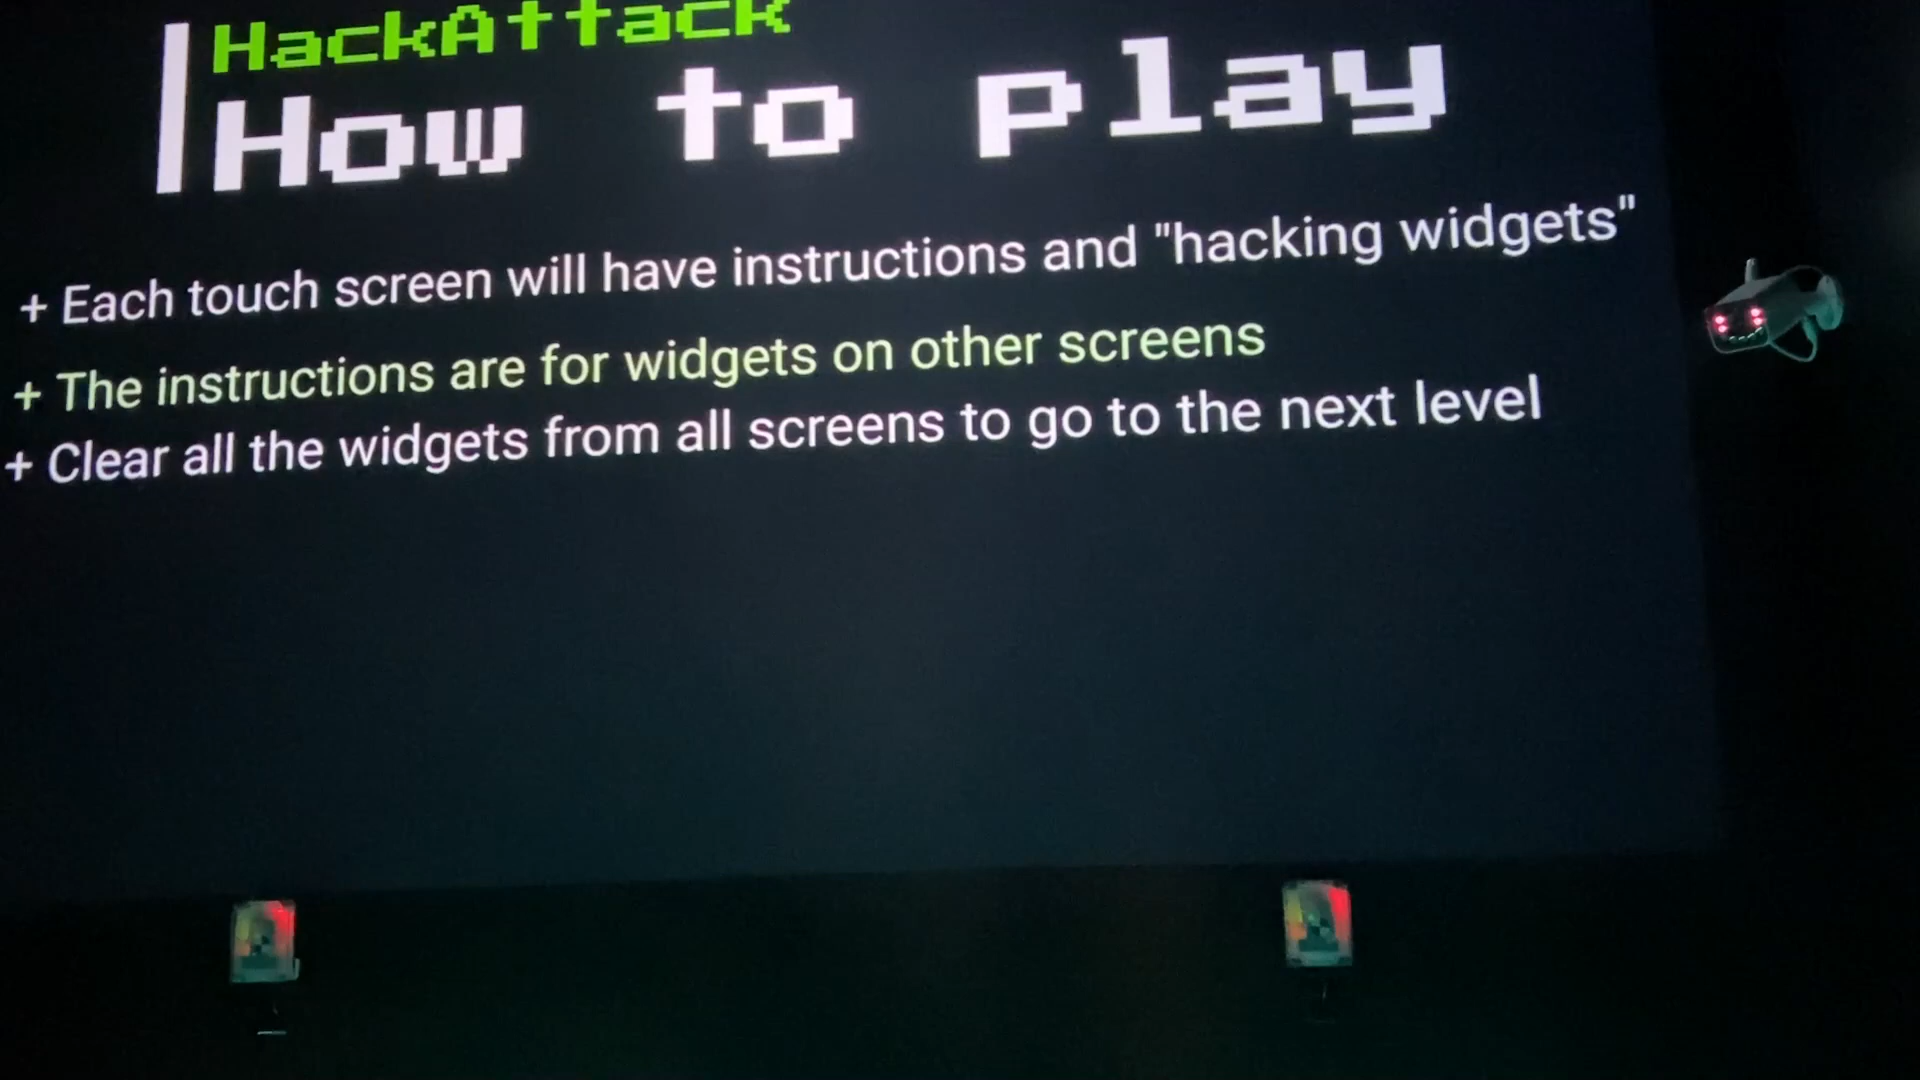 HackAttack
How to play
+ Each touch screen will have instructions and "hacking widgets"
+ The instructions are for widgets on other screens
+ Clear all the widgets from all screens to go to the next level